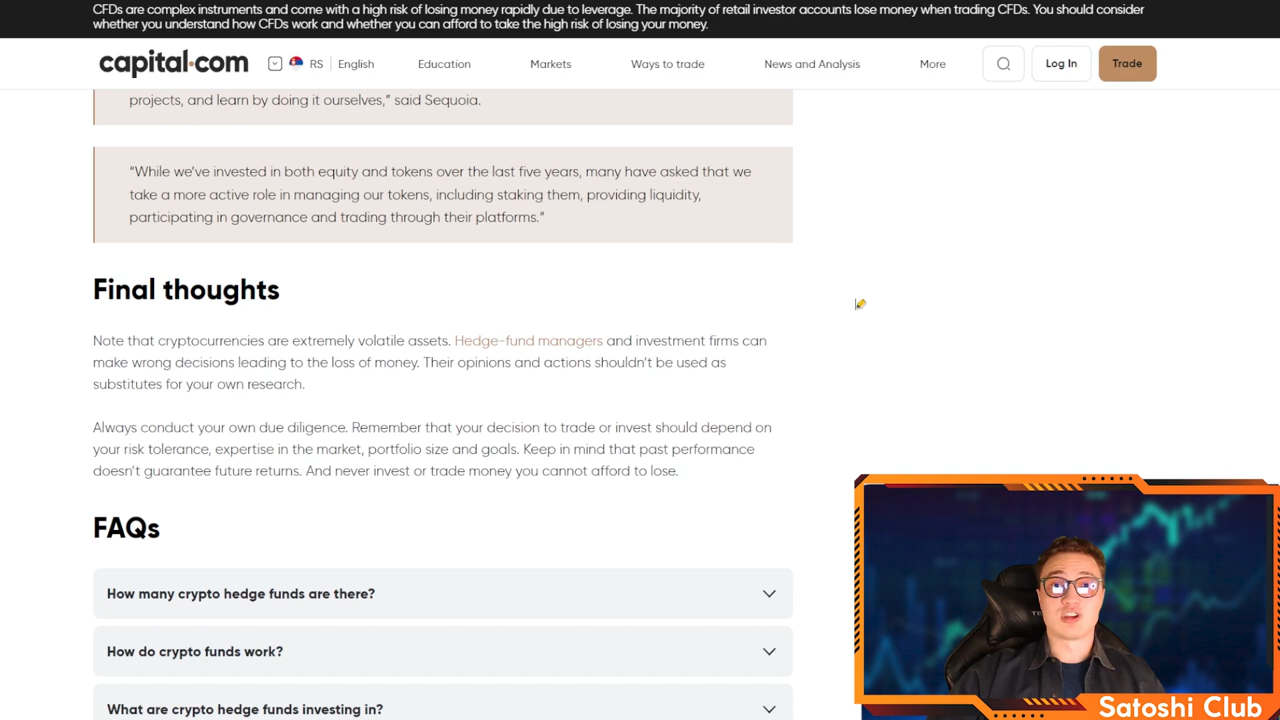 CFDs are complex instruments and come with a high risk of losing money rapidly due to leverage. The majority of retail investor accounts lose money when trading CFDs. You should consider
whether you understand how CFDs work and whether you can afford to take the high risk of losing your money.
capital.com
RS
English
Education
Markets
Ways to trade
News and Analysis
More
Log In
Trade
projects, and learn by doing it ourselves,” said Sequoia.
“While we’ve invested in both equity and tokens over the last five years, many have asked that we
take a more active role in managing our tokens, including staking them, providing liquidity,
participating in governance and trading through their platforms.”
Final thoughts
Note that cryptocurrencies are extremely volatile assets. Hedge-fund managers and investment firms can
make wrong decisions leading to the loss of money. Their opinions and actions shouldn’t be used as
substitutes for your own research.
Always conduct your own due diligence. Remember that your decision to trade or invest should depend on
your risk tolerance, expertise in the market, portfolio size and goals. Keep in mind that past performance
doesn’t guarantee future returns. And never invest or trade money you cannot afford to lose.
FAQs
How many crypto hedge funds are there?
How do crypto funds work?
What are crypto hedge funds investing in?
Satoshi Club